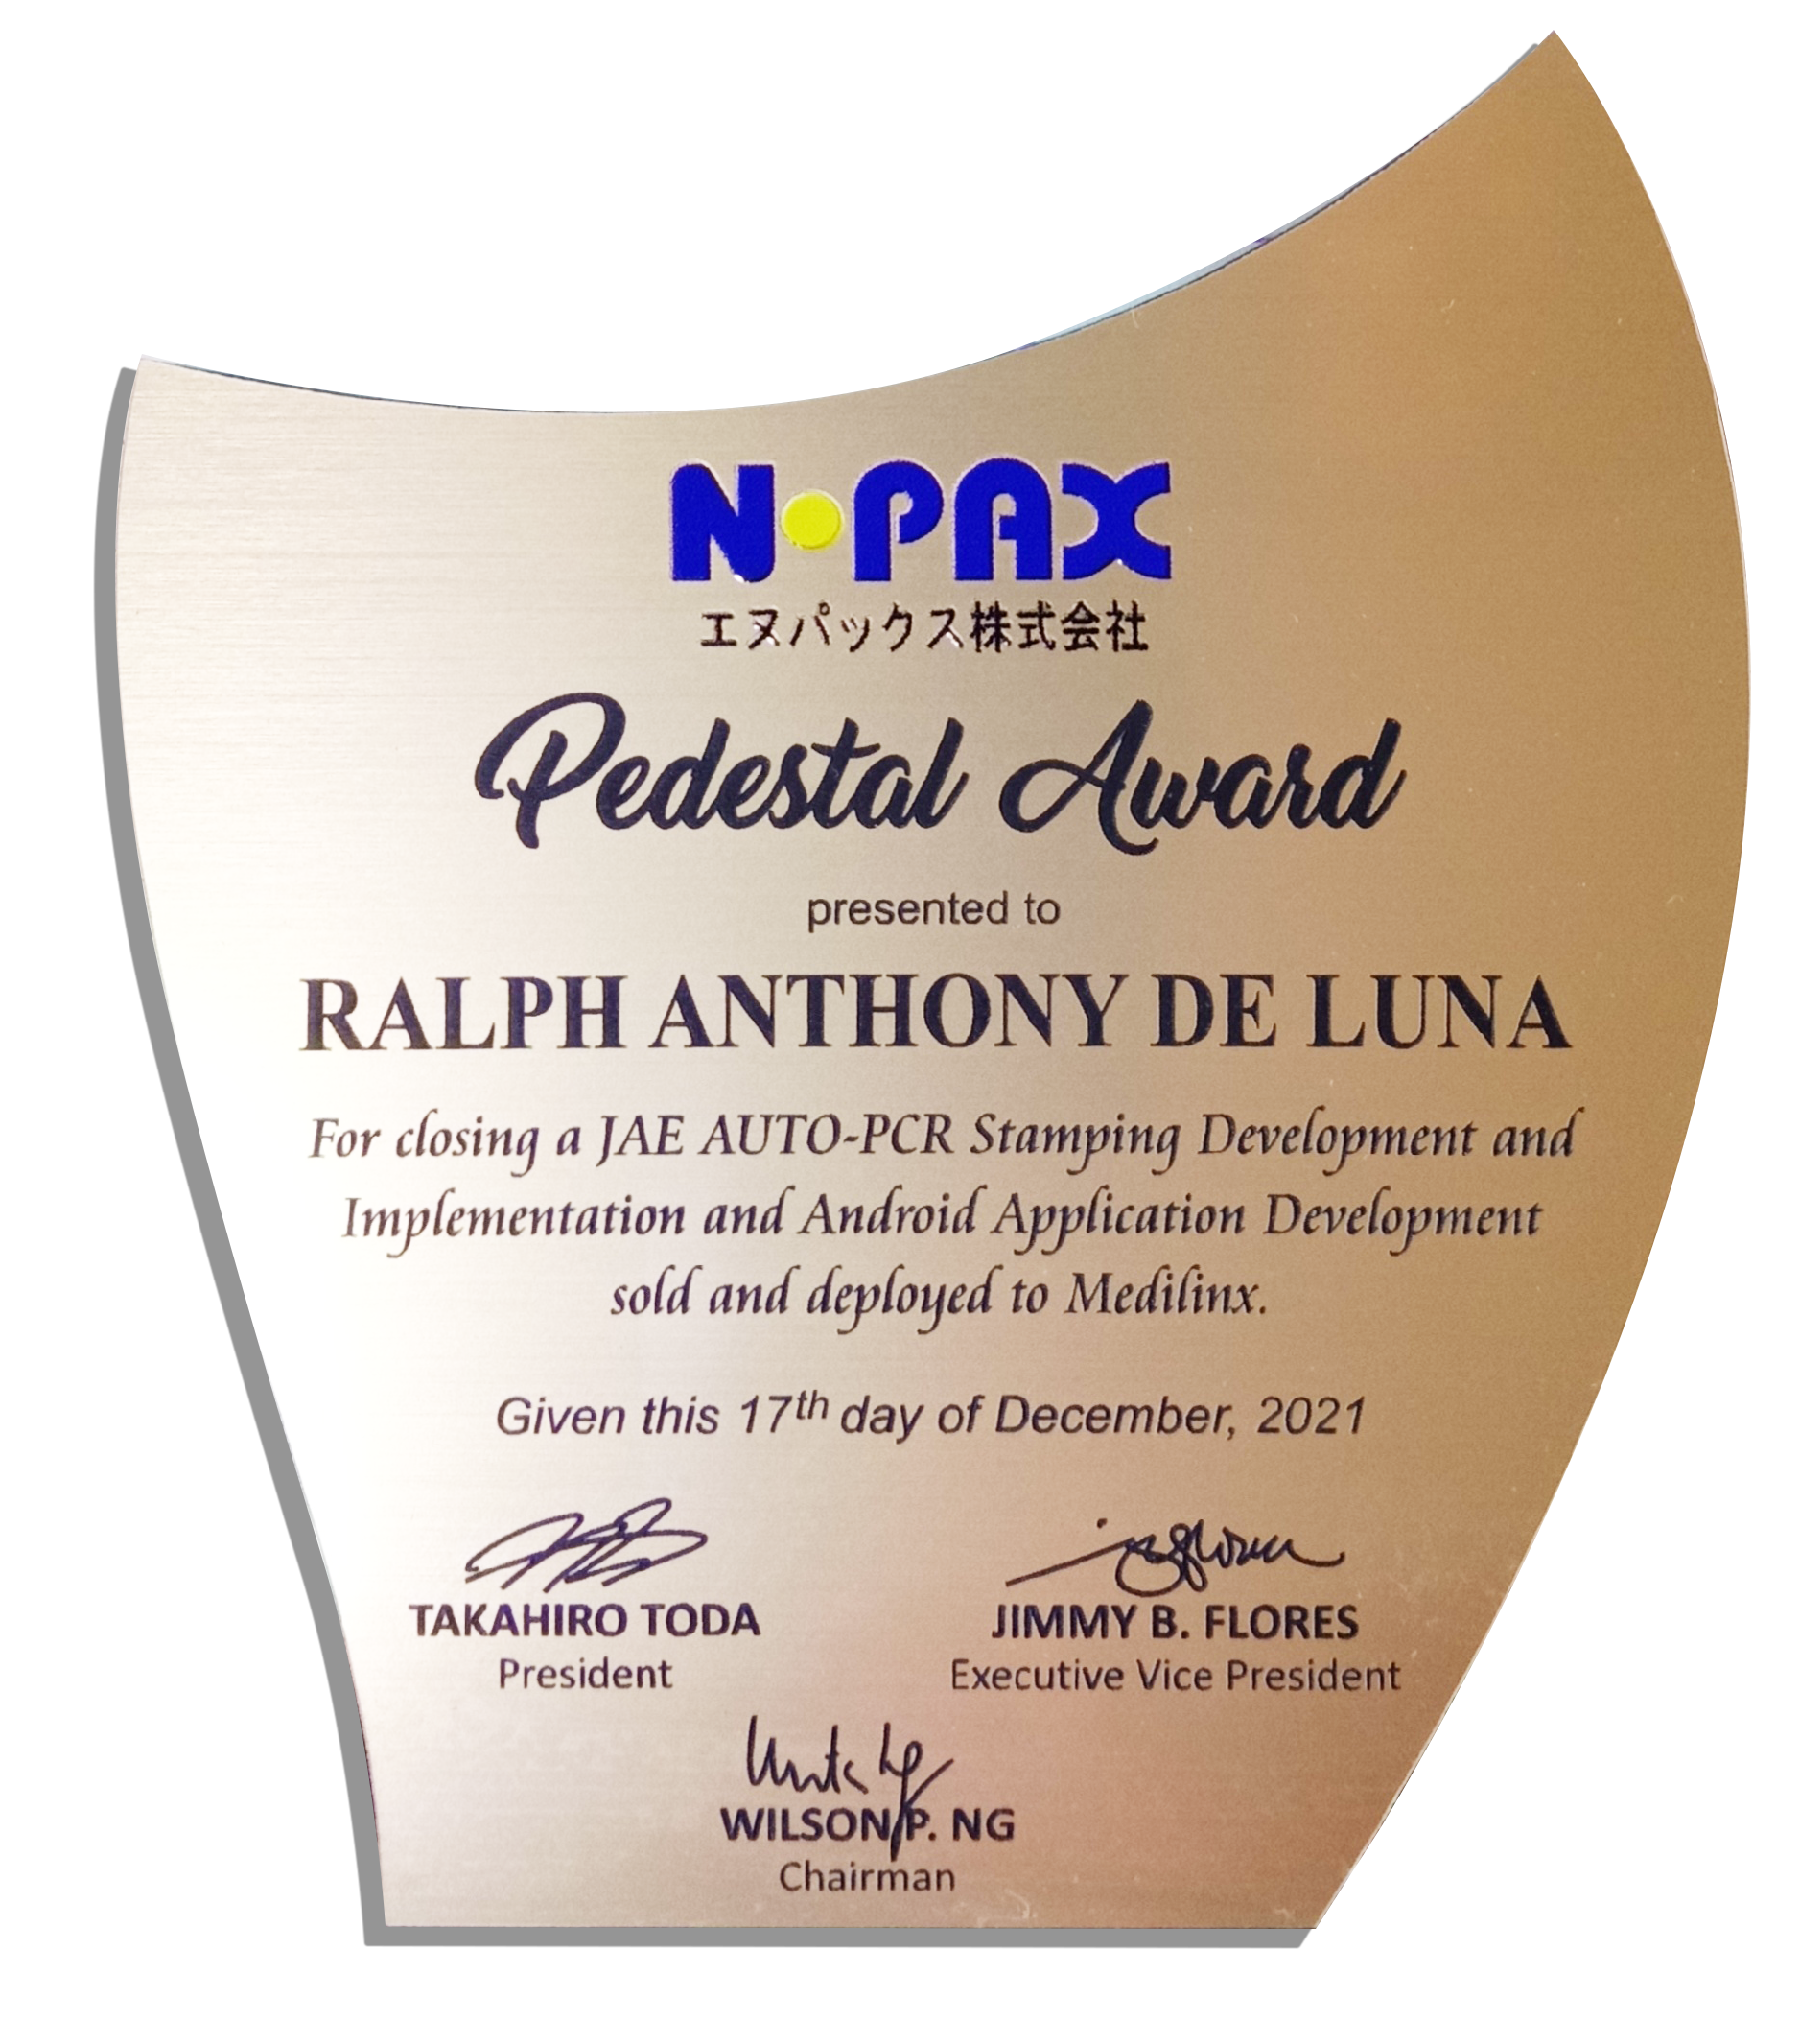 N•PAX
エヌパックス株式会社
Pedestal Award
presented to
RALPH ANTHONY DE LUNA
For closing a JAE AUTO-PCR Stamping Development and
Implementation and Android Application Development
sold and deployed to Medilinx.
Given this 17th day of December, 2021
TAKAHIRO TODA
President
JIMMY B. FLORES
Executive Vice President
WILSON P. NG
Chairman